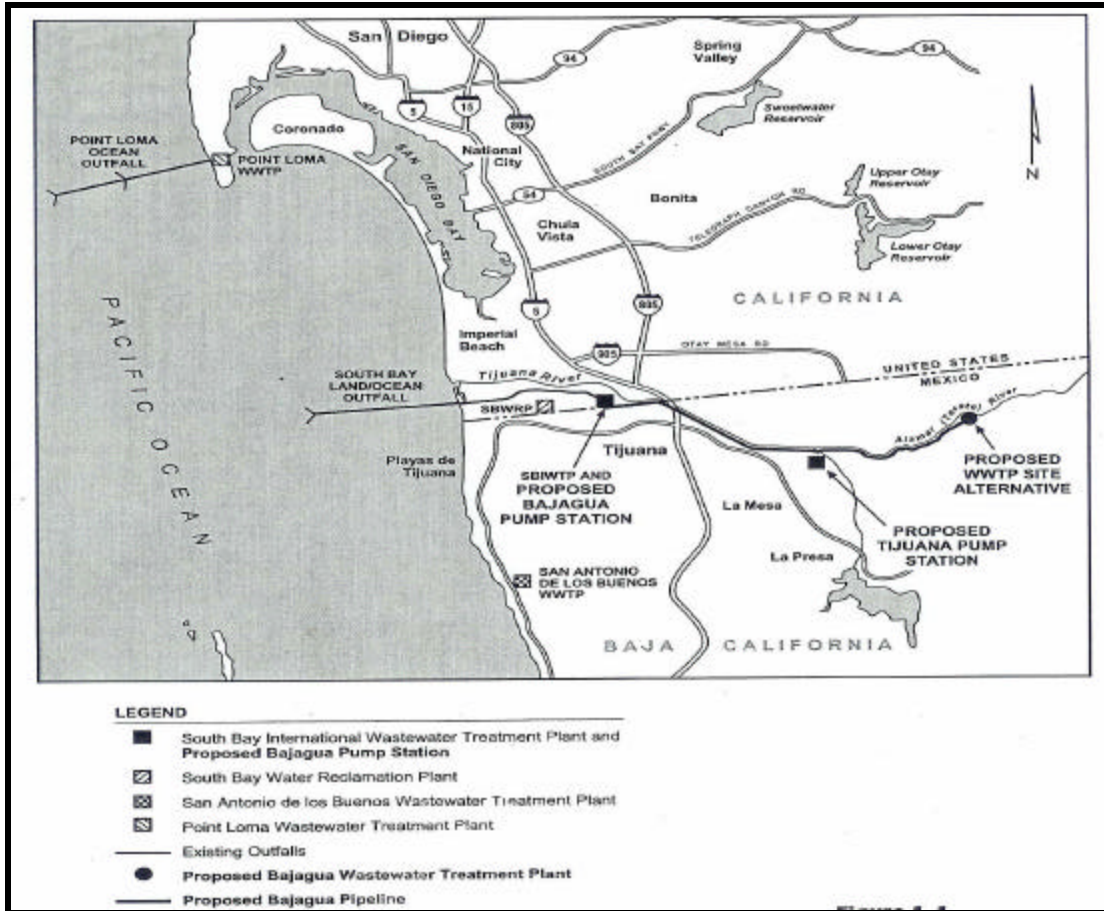 San Diego
94
Spring
Valley
94
5
15
805
Sweetwater
Reservoir
Coronado
National
City
POINT LOMA
OCEAN
OUTFALL
POINT LOMA
WWTP
SAN DIEGO BAY
SOUTH BAY PKWY
N
54
Bonita
Upper Otay
Reservoir
Chula
Vista
TELEGRAPH CANYON RD
Lower Otay
Reservoir
PACIFIC OCEAN
CALIFORNIA
5
805
Imperial
Beach
905
OTAY MESA RD
SOUTH BAY
LAND/OCEAN
OUTFALL
Tijuana River
UNITED STATES
MEXICO
SBWRP
Alamar (Tecate) River
Playas de
Tijuana
Tijuana
SBIWTP AND
PROPOSED
BAJAGUA
PUMP STATION
PROPOSED
WWTP SITE
ALTERNATIVE
La Mesa
PROPOSED
TIJUANA PUMP
STATION
La Presa
SAN ANTONIO
DE LOS BUENOS
WWTP
BAJA CALIFORNIA
LEGEND
South Bay International Wastewater Treatment Plant and
Proposed Bajagua Pump Station
South Bay Water Reclamation Plant
San Antonio de los Buenos Wastewater Treatment Plant
Point Loma Wastewater Treatment Plant
Existing Outfalls
Proposed Bajagua Wastewater Treatment Plant
Proposed Bajagua Pipeline